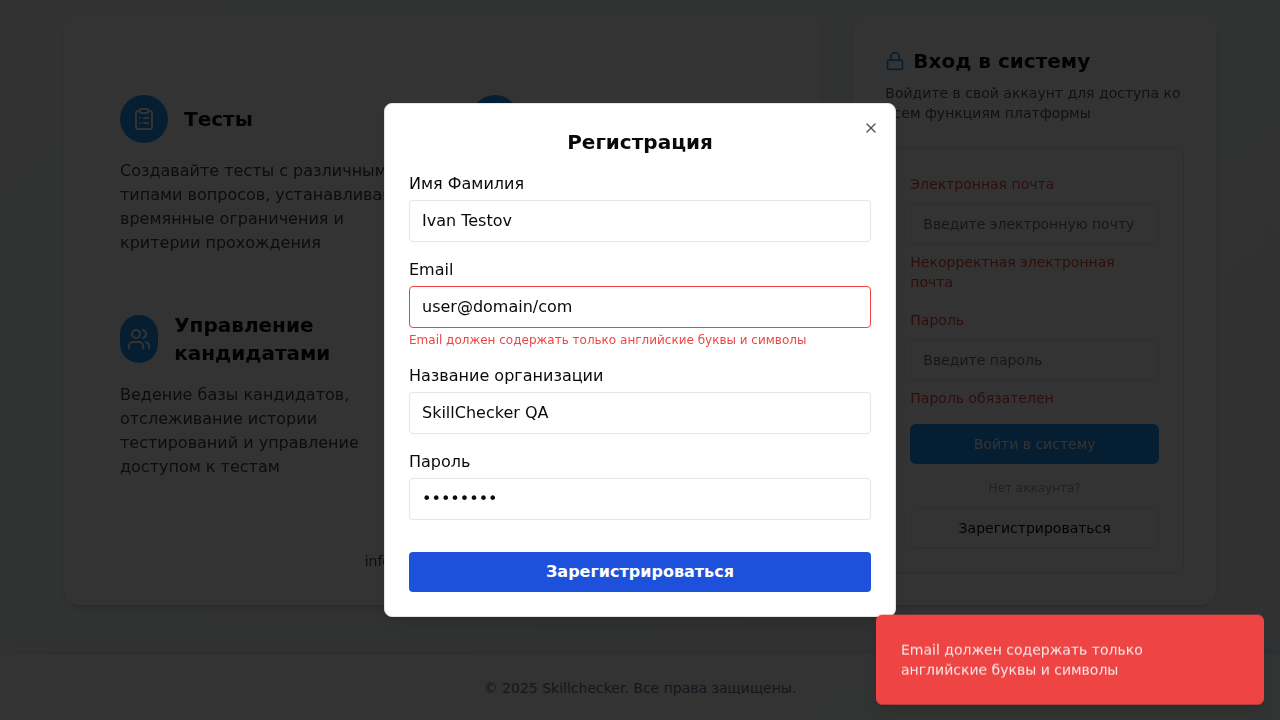 Тесты
Создавайте тесты с различным
типами вопросов, устанавлива
времянные ограничения и
критерии прохождения
Управление
кандидатами
Ведение базы кандидатов,
отслеживание истории
тестирований и управление
доступом к тестам
Вход в систему
Войдите в свой аккаунт для доступа ко
сем функциям платформы
Электронная почта
Введите электронную почту
Некорректная электронная
почта
Пароль
Введите пароль
Пароль обязателен
Войти в систему
Нет аккаунта?
Зарегистрироваться
Регистрация
Имя Фамилия
Ivan Testov
Email
user@domain/com
Email должен содержать только английские буквы и символы
Название организации
SkillChecker QA
Пароль
••••••••
Зарегистрироваться
© 2025 Skillchecker. Все права защищены.
Email должен содержать только
английские буквы и символы